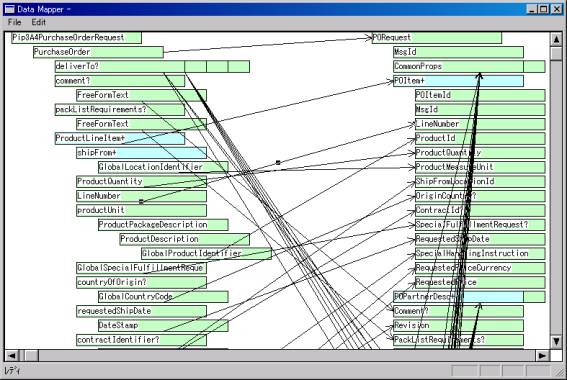 Data Mapper -
File Edit
Pip3A4PurchaseOrderRequest
PurchaseOrder
deliverTo?
comment?
FreeFormText
packListRequirements?
FreeFormText
ProductLineItem+
shipFrom+
GlobalLocationIdentifier
ProductQuantity
LineNumber
productUnit
ProductPackageDescription
ProductDescription
GlobalProductIdentifier
GlobalSpecialFulfillmentReque
countryOfOrigin?
GlobalCountryCode
requestedShipDate
DateStamp
contractIdentifier?
PORequest
MsgId
CommonProps
POItem+
POItemId
MsgId
LineNumber
ProductId
ProductQuantity
ProductMeasureUnit
ShipFromLocationId
OriginCountry?
ContractId?
SpecialFulfillmentRequest?
RequestedShipDate
SpecialHandlingInstruction
RequestedPriceCurrency
RequestedPrice
POPartnerDesc+
Comment?
Revision
PackListRequirements?
ﾚﾃﾞｨ